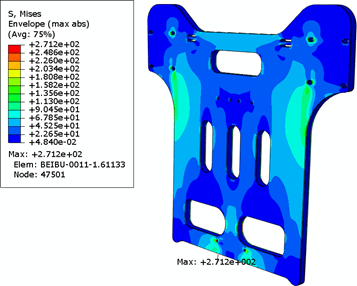 S, Mises
Envelope (max abs)
(Avg: 75%)
+2.712e+02
+2.486e+02
+2.260e+02
+2.034e+02
+1.808e+02
+1.582e+02
+1.356e+02
+1.130e+02
+9.045e+01
+6.785e+01
+4.525e+01
+2.265e+01
+4.840e-02
Max: +2.712e+02
Elem: BEIBU-0011-1.61133
Node: 47501
Max: +2.712e+002